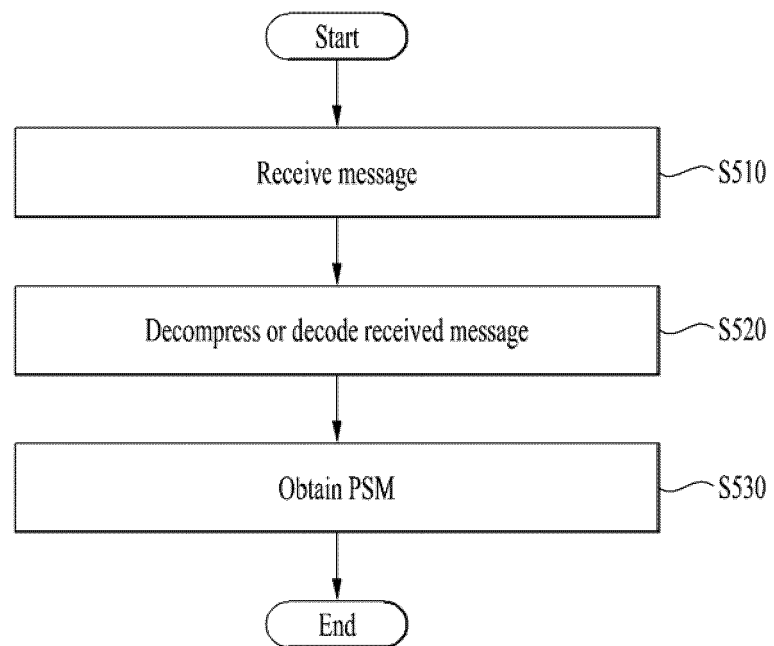 Start
Receive message
S510
Decompress or decode received message
S520
Obtain PSM
S530
End